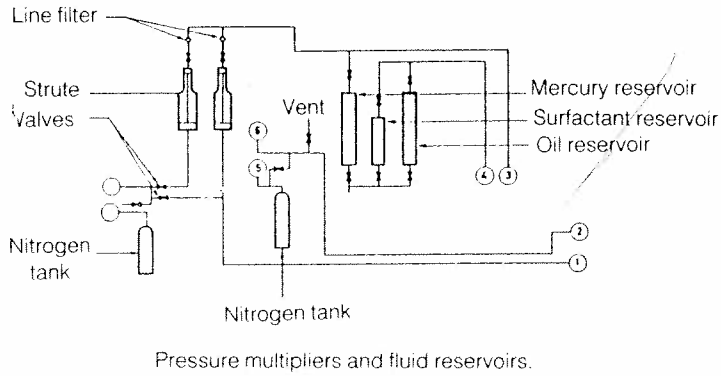 Line filter
Strute
Valves
Vent
Mercury reservoir
Surfactant reservoir
Oil reservoir
6
5
4
3
2
1
Nitrogen
tank
Nitrogen tank
Pressure multipliers and fluid reservoirs.